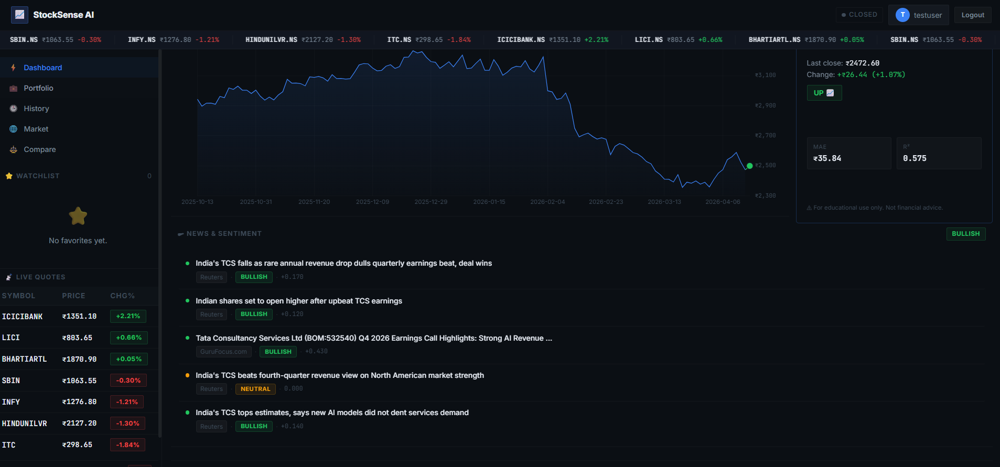 StockSense AI
CLOSED
T testuser
Logout
SBIN.NS ₹1063.55 -0.30% INFY.NS ₹1276.80 -1.21% HINDUNILVR.NS ₹2127.20 -1.30% ITC.NS ₹298.65 -1.84% ICICIBANK.NS ₹1351.10 +2.21% LICI.NS ₹803.65 +0.66% BHARTIARTL.NS ₹1870.90 +0.05% SBIN.NS ₹1063.55 -0.30%
Dashboard
Portfolio
History
Market
Compare
WATCHLIST 0
No favorites yet.
LIVE QUOTES
SYMBOL PRICE CHG%
ICICIBANK ₹1351.10 +2.21%
LICI ₹803.65 +0.66%
BHARTIARTL ₹1870.90 +0.05%
SBIN ₹1063.55 -0.30%
INFY ₹1276.80 -1.21%
HINDUNILVR ₹2127.20 -1.30%
ITC ₹298.65 -1.84%
₹3,100
₹2,900
₹2,700
₹2,500
₹2,300
2025-10-13 2025-10-31 2025-11-20 2025-12-09 2025-12-29 2026-01-15 2026-02-04 2026-02-23 2026-03-13 2026-04-06
Last close: ₹2472.60
Change: +₹26.44 (+1.07%)
UP
MAE
₹35.84
R²
0.575
⚠ For educational use only. Not financial advice.
NEWS & SENTIMENT
BULLISH
India's TCS falls as rare annual revenue drop dulls quarterly earnings beat, deal wins
Reuters · BULLISH · +0.170
Indian shares set to open higher after upbeat TCS earnings
Reuters · BULLISH · +0.120
Tata Consultancy Services Ltd (BOM:532540) Q4 2026 Earnings Call Highlights: Strong AI Revenue ...
GuruFocus.com · BULLISH · +0.430
India's TCS beats fourth-quarter revenue view on North American market strength
Reuters · NEUTRAL · 0.000
India's TCS tops estimates, says new AI models did not dent services demand
Reuters · BULLISH · +0.140